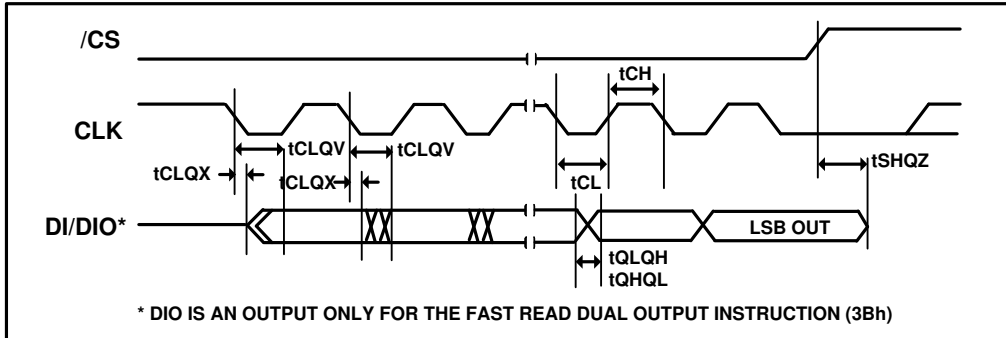 /CS
tCH
CLK
tCLQV tCLQV
tCLQX tCLQX tCL tSHQZ
DI/DIO* LSB OUT
tQLQH
tQHQL
* DIO IS AN OUTPUT ONLY FOR THE FAST READ DUAL OUTPUT INSTRUCTION (3Bh)